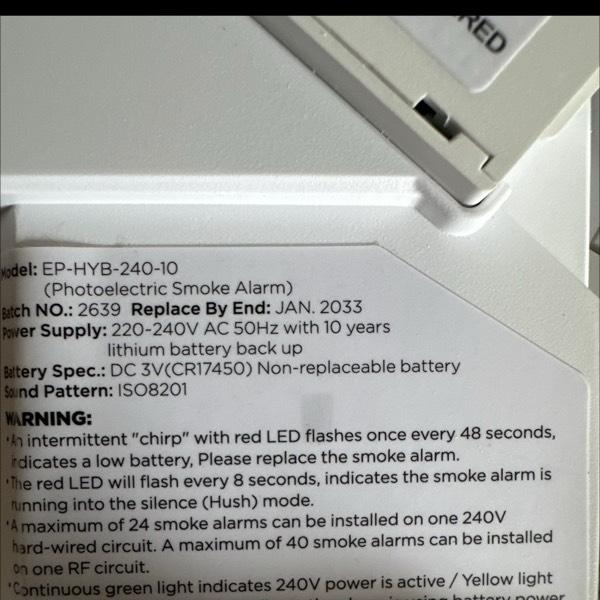 RED
Model: EP-HYB-240-10
(Photoelectric Smoke Alarm)
Batch NO.: 2639 Replace By End: JAN. 2033
Power Supply: 220-240V AC 50Hz with 10 years
lithium battery back up
Battery Spec.: DC 3V(CR17450) Non-replaceable battery
Sound Pattern: ISO8201
WARNING:
•An intermittent "chirp" with red LED flashes once every 48 seconds,
indicates a low battery, Please replace the smoke alarm.
•The red LED will flash every 8 seconds, indicates the smoke alarm is
running into the silence (Hush) mode.
•A maximum of 24 smoke alarms can be installed on one 240V
hard-wired circuit. A maximum of 40 smoke alarms can be installed
on one RF circuit.
•Continuous green light indicates 240V power is active / Yellow light
using battery power